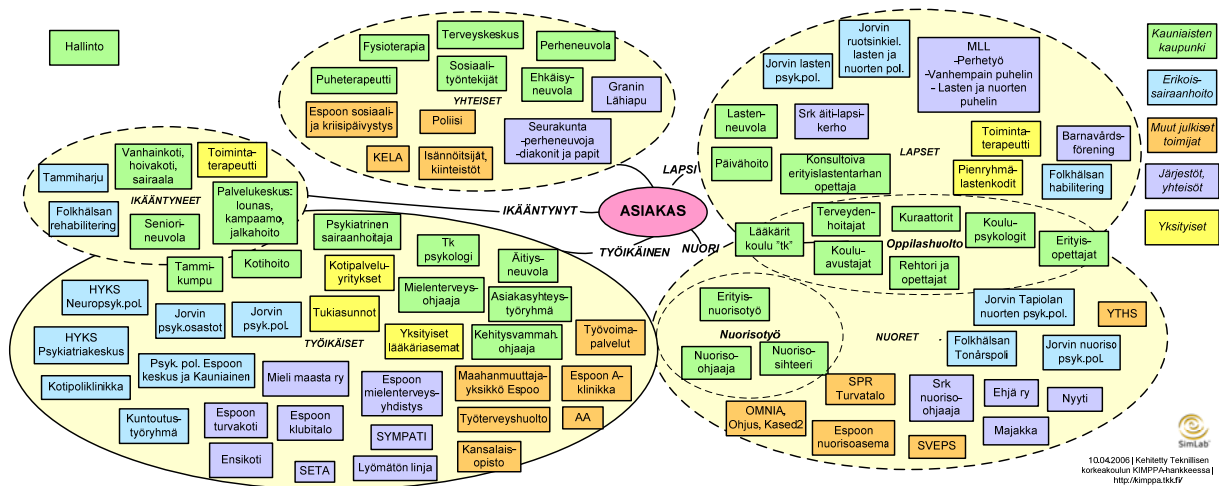 Hallinto
Fysioterapia
Terveyskeskus
Perheneuvola
Puheterapeutti
Sosiaali-
työntekijät
Ehkäisy-
neuvola
YHTEISET
Granin
Lähiapu
Espoon sosiaali-
ja kriisipäivystys
Poliisi
Seurakunta
-perheneuvoja
-diakonit ja papit
KELA
Isännöitsijät,
kiinteistöt
Jorvin lasten
psyk.pol.
Jorvin
ruotsinkiel.
lasten ja
nuorten pol.
MLL
-Perhetyö
-Vanhempain puhelin
- Lasten ja nuorten
puhelin
Lasten-
neuvola
Srk äiti-lapsi-
kerho
Toiminta-
terapeutti
Barnavårds-
förening
LAPSET
Päivähoito
Konsultoiva
erityislastentarhan
opettaja
Pienryhmä-
lastenkodit
Folkhälsan
habilitering
Kauniaisten
kaupunki
Erikois-
sairaanhoito
Muut julkiset
toimijat
Järjestöt,
yhteisöt
Yksityiset
Tammiharju
Vanhainkoti,
hoivakoti,
sairaala
Toiminta-
terapeutti
IKÄÄNTYNEET
Palvelukeskus:
lounas,
kampaamo,
jalkahoito
Folkhälsan
rehabilitering
Seniori-
neuvola
LAPSI
IKÄÄNTYNYT
ASIAKAS
TYÖIKÄINEN
NUORI
Lääkärit
koulu "tk"
Terveyden-
hoitajat
Kuraattorit
Koulu-
psykologit
Erityis-
opettajat
Oppilashuolto
Koulu-
avustajat
Rehtori ja
opettajat
Psykiatrinen
sairaanhoitaja
Tk
psykologi
Äitiys-
neuvola
Tammi-
kumpu
Kotihoito
Kotipalvelu-
yritykset
Mielenterveys-
ohjaaja
Asiakasyhteys-
työryhmä
HYKS
Neuropsyk.pol.
Jorvin
psyk.osastot
Jorvin
psyk.pol.
Tukiasunnot
TYÖIKÄISET
Yksityiset
lääkäriasemat
Kehitysvammah.
ohjaaja
Työvoima-
palvelut
HYKS
Psykiatriakeskus
Kotipoliklinikka
Psyk. pol. Espoon
keskus ja Kauniainen
Mieli maasta ry
Espoon
mielenterveys-
yhdistys
Maahanmuuttaja-
yksikkö Espoo
Espoon A-
klinikka
Kuntoutus-
työryhmä
Espoon
turvakoti
Espoon
klubitalo
SYMPATI
Työterveyshuolto
AA
Ensikoti
SETA
Lyömätön linja
Kansalais-
opisto
Erityis-
nuorisotyö
Nuorisotyö
Nuoriso-
ohjaaja
Nuoriso-
sihteeri
NUORET
Jorvin Tapiolan
nuorten psyk.pol.
YTHS
Folkhälsan
Tonårspoli
Jorvin nuoriso
psyk.pol.
SPR
Turvatalo
Srk
nuoriso-
ohjaaja
Ehjä ry
Nyyti
OMNIA,
Ohjus, Kased2
Espoon
nuorisoasema
SVEPS
Majakka
SimLab
10.04.2006 | Kehitetty Teknillisen
korkeakoulun KIMPPA-hankkeessa |
http://kimppa.tkk.fi/